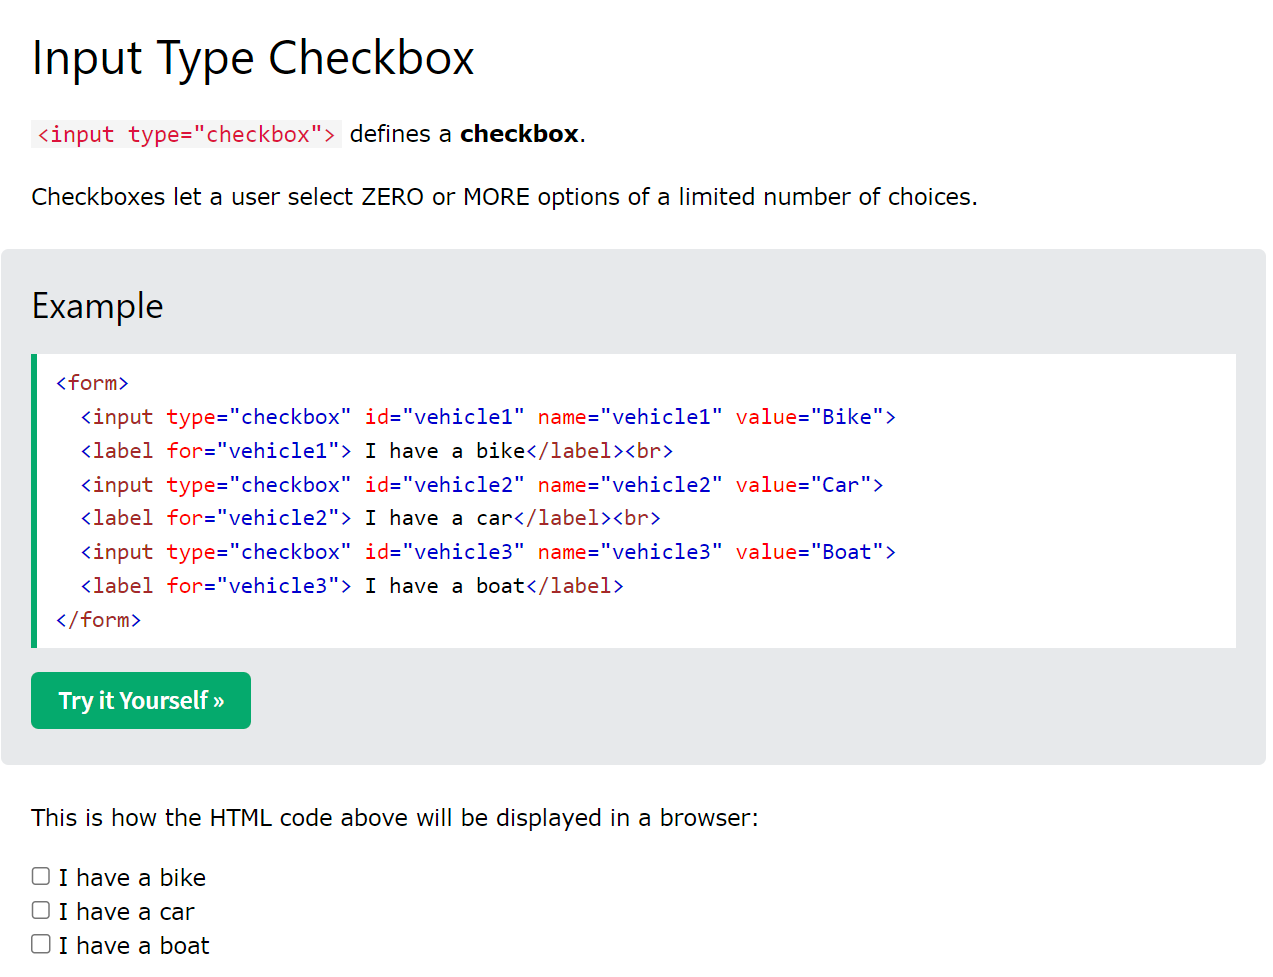 Input Type Checkbox
<input type="checkbox"> defines a checkbox.
Checkboxes let a user select ZERO or MORE options of a limited number of choices.
Example
<form>
  <input type="checkbox" id="vehicle1" name="vehicle1" value="Bike">
  <label for="vehicle1"> I have a bike</label><br>
  <input type="checkbox" id="vehicle2" name="vehicle2" value="Car">
  <label for="vehicle2"> I have a car</label><br>
  <input type="checkbox" id="vehicle3" name="vehicle3" value="Boat">
  <label for="vehicle3"> I have a boat</label>
</form>
Try it Yourself »
This is how the HTML code above will be displayed in a browser:
I have a bike
I have a car
I have a boat